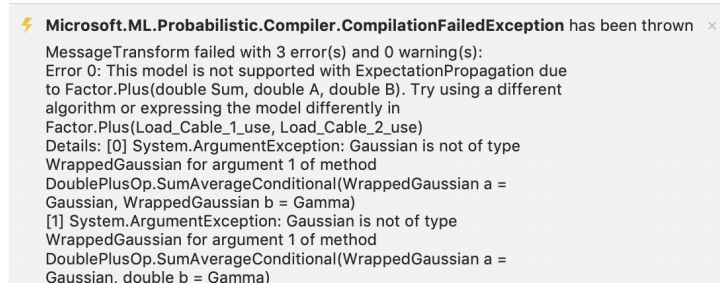 Microsoft.ML.Probabilistic.Compiler.CompilationFailedException has been thrown ×
MessageTransform failed with 3 error(s) and 0 warning(s):
Error 0: This model is not supported with ExpectationPropagation due
to Factor.Plus(double Sum, double A, double B). Try using a different
algorithm or expressing the model differently in
Factor.Plus(Load_Cable_1_use, Load_Cable_2_use)
Details: [0] System.ArgumentException: Gaussian is not of type
WrappedGaussian for argument 1 of method
DoublePlusOp.SumAverageConditional(WrappedGaussian a =
Gaussian, WrappedGaussian b = Gamma)
[1] System.ArgumentException: Gaussian is not of type
WrappedGaussian for argument 1 of method
DoublePlusOp.SumAverageConditional(WrappedGaussian a =
Gaussian, double b = Gamma)